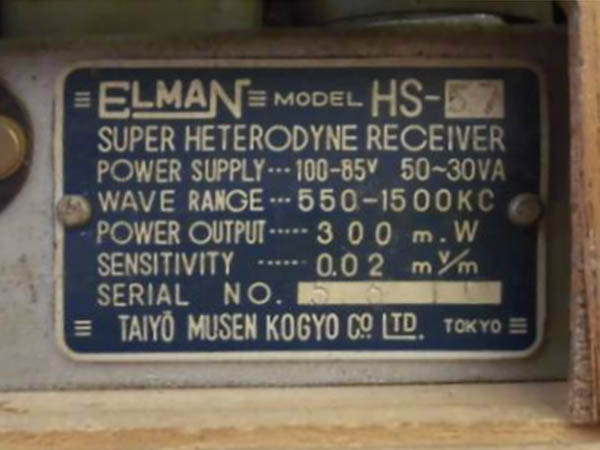 ≡ ELMAN ≡ MODEL HS-57
SUPER HETERODYNE RECEIVER
POWER SUPPLY ··· 100-85V 50~30VA
WAVE RANGE ··· 550-1500KC
POWER OUTPUT ····· 300 m.W
SENSITIVITY ····· 0.02 mV/m
SERIAL NO.
≡ TAIYŌ MUSEN KOGYO CO. LTD. TOKYO ≡